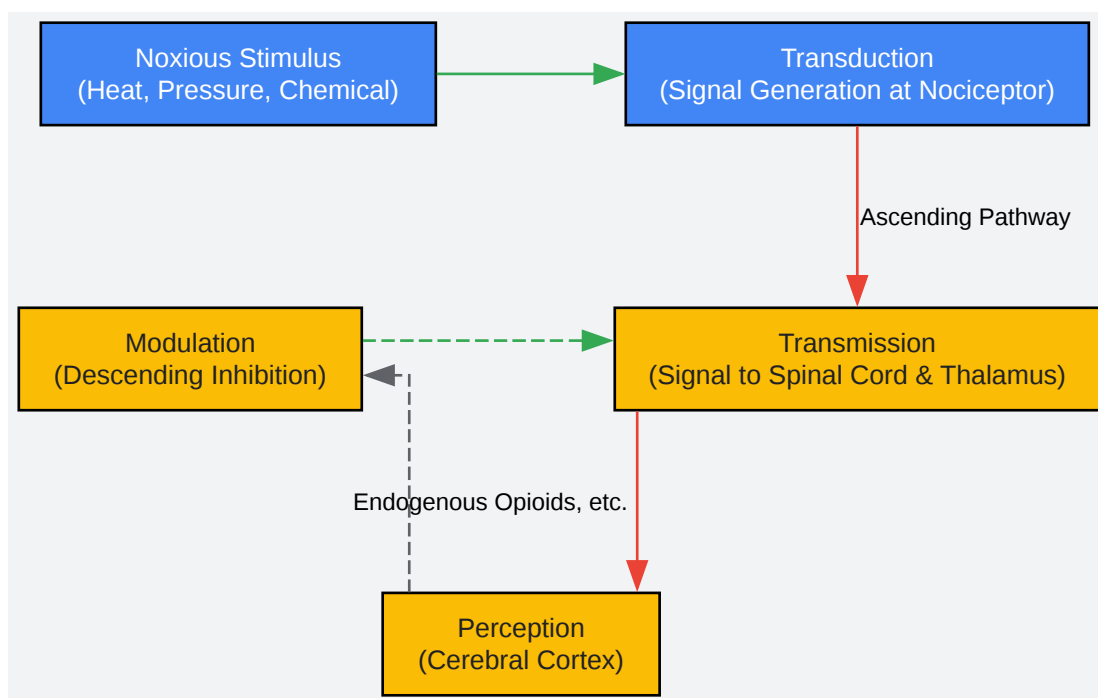 Noxious Stimulus
(Heat, Pressure, Chemical)
Transduction
(Signal Generation at Nociceptor)
Ascending Pathway
Modulation
(Descending Inhibition)
Transmission
(Signal to Spinal Cord & Thalamus)
Endogenous Opioids, etc.
Perception
(Cerebral Cortex)